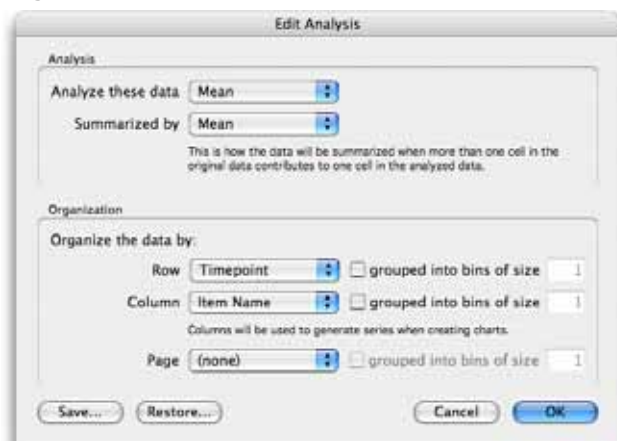 Edit Analysis
Analysis
Analyze these data Mean
Summarized by Mean
This is how the data will be summarized when more than one cell in the
original data contributes to one cell in the analyzed data.
Organization
Organize the data by:
Row Timepoint grouped into bins of size 1
Column Item Name grouped into bins of size 1
Columns will be used to generate series when creating charts.
Page (none) grouped into bins of size 1
Save... Restore... Cancel OK